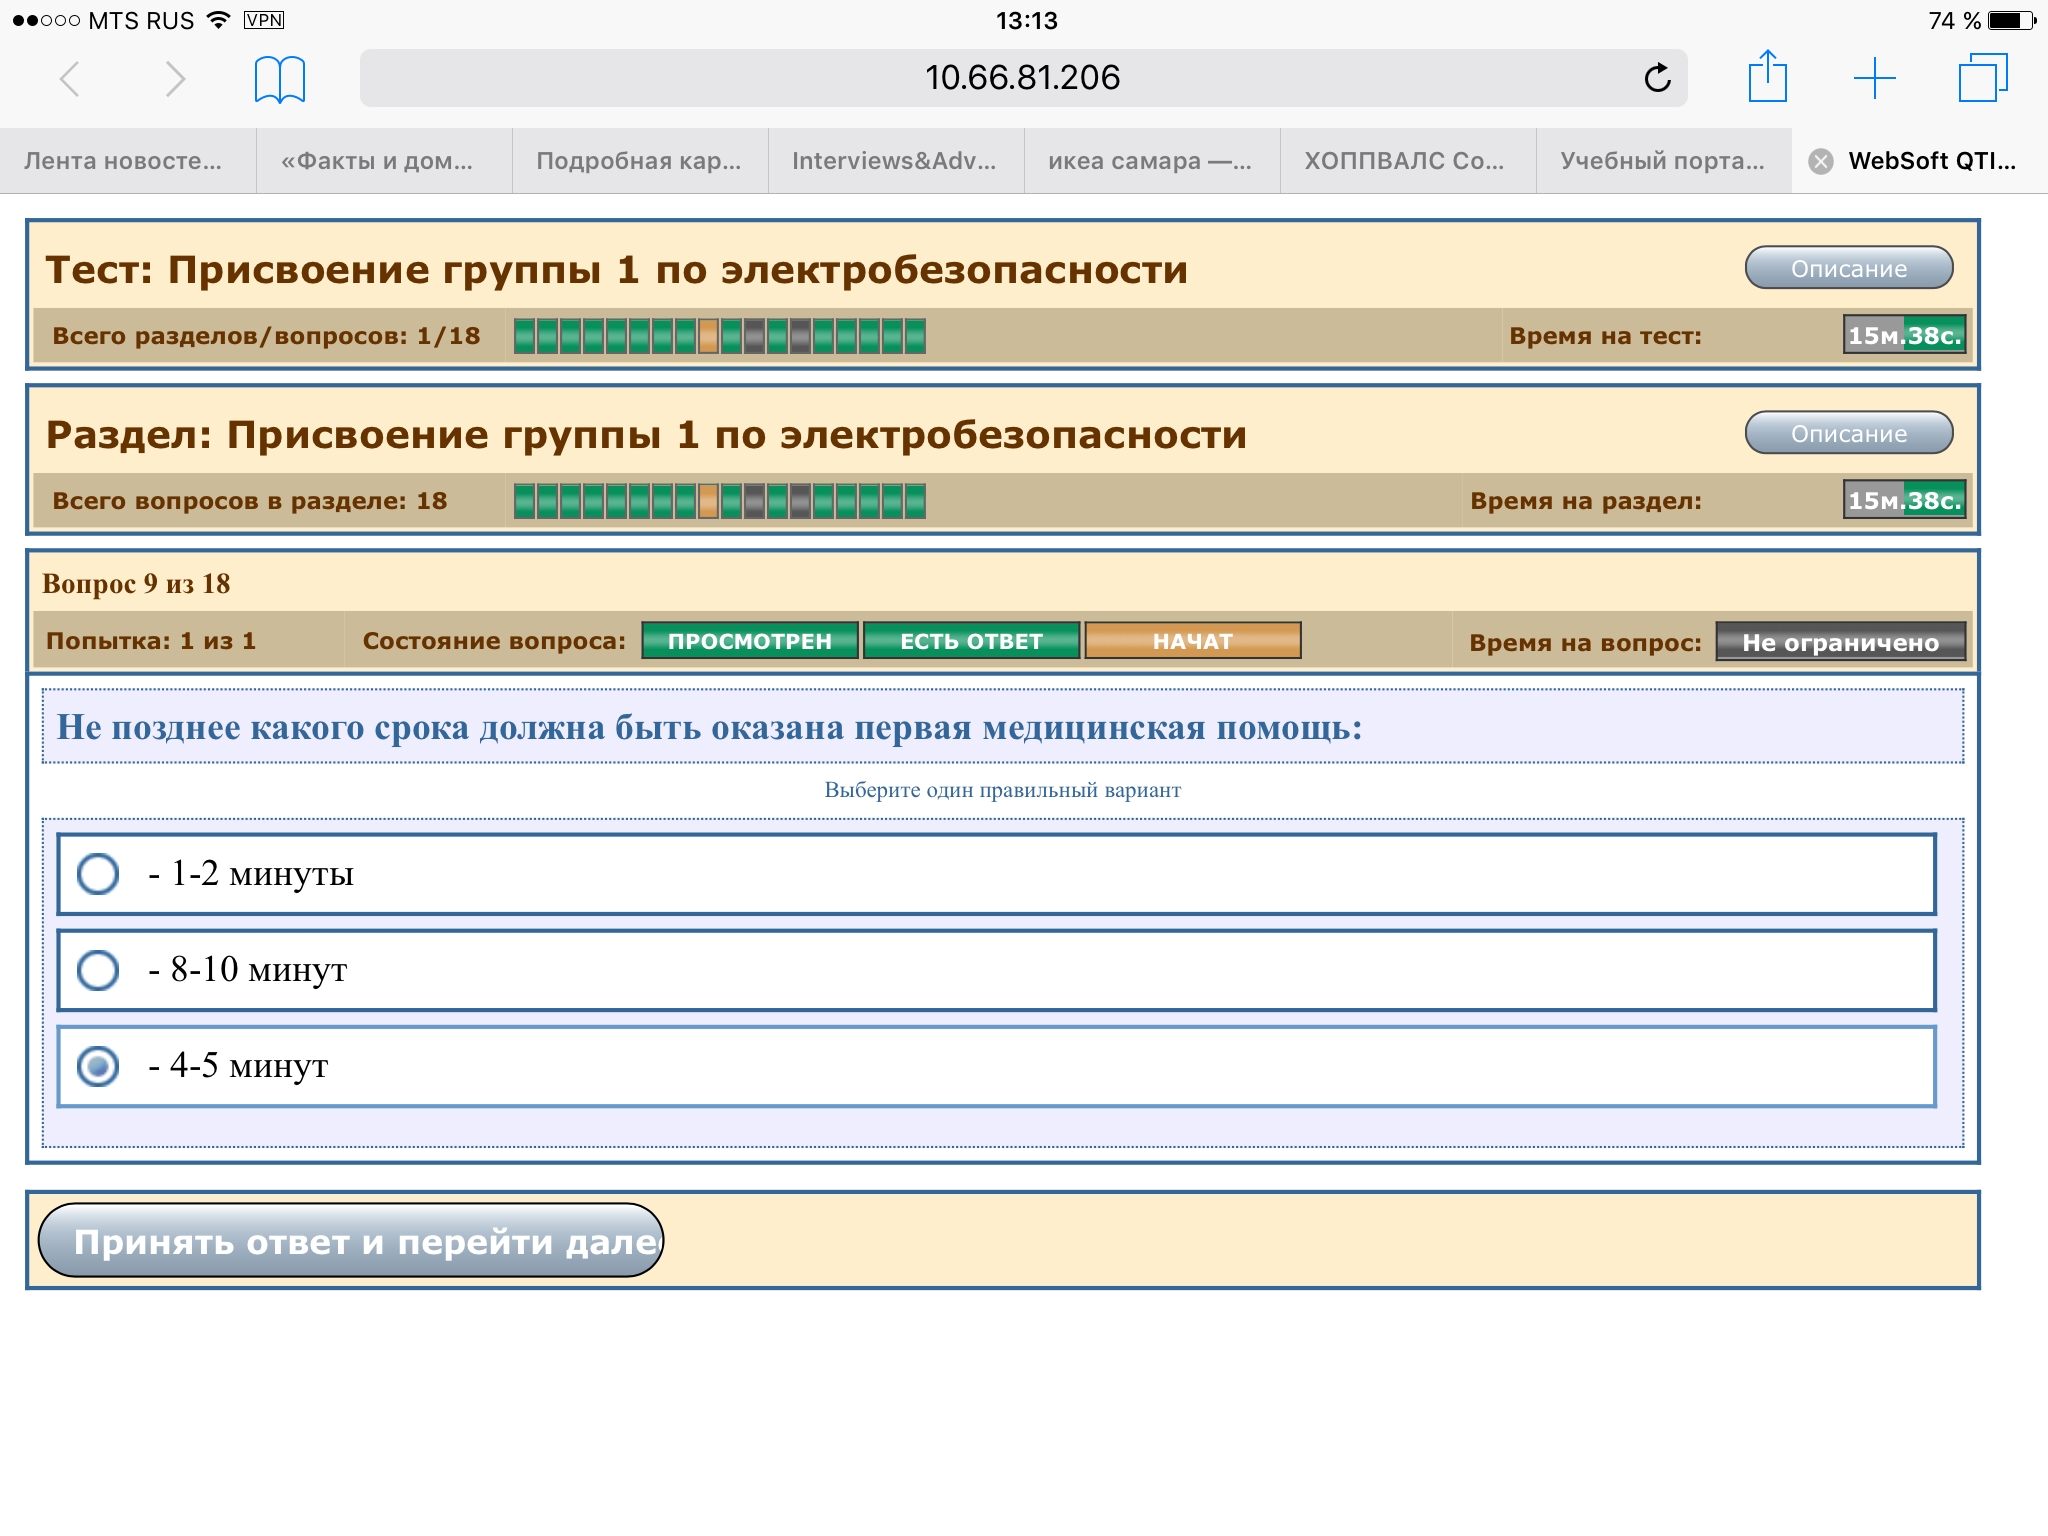 MTS RUS VPN 13:13 74 %
10.66.81.206
Лента новосте... «Факты и дом... Подробная кар... Interviews&Adv... икеа самара —... ХОППВАЛС Со... Учебный порта... WebSoft QTI...
Тест: Присвоение группы 1 по электробезопасности Описание
Всего разделов/вопросов: 1/18 Время на тест: 15м.38с.
Раздел: Присвоение группы 1 по электробезопасности Описание
Всего вопросов в разделе: 18 Время на раздел: 15м.38с.
Вопрос 9 из 18
Попытка: 1 из 1 Состояние вопроса: ПРОСМОТРЕН ЕСТЬ ОТВЕТ НАЧАТ Время на вопрос: Не ограничено
Не позднее какого срока должна быть оказана первая медицинская помощь:
Выберите один правильный вариант
- 1-2 минуты
- 8-10 минут
- 4-5 минут
Принять ответ и перейти дале